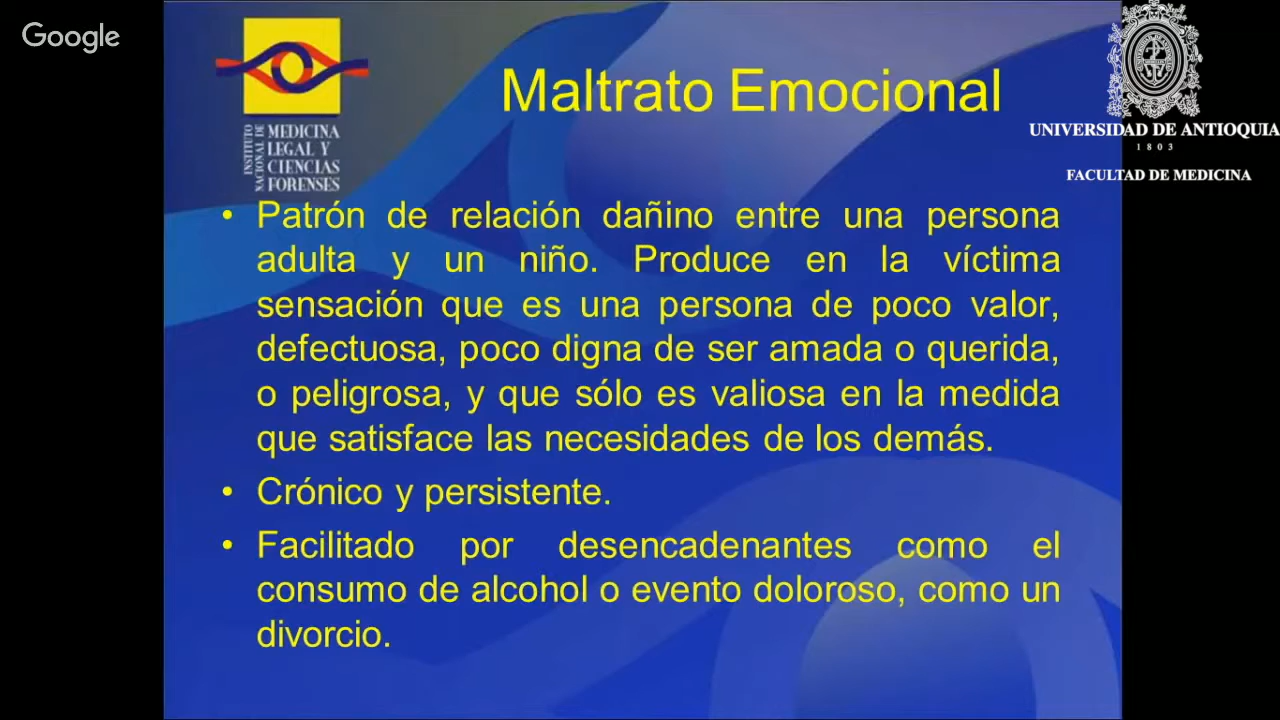 Google
INSTITUTO
NACIONAL DE
MEDICINA
LEGAL Y
CIENCIAS
FORENSES
Maltrato Emocional
UNIVERSIDAD DE ANTIOQUIA
1803
FACULTAD DE MEDICINA
• Patrón de relación dañino entre una persona
adulta y un niño. Produce en la víctima
sensación que es una persona de poco valor,
defectuosa, poco digna de ser amada o querida,
o peligrosa, y que sólo es valiosa en la medida
que satisface las necesidades de los demás.
• Crónico y persistente.
• Facilitado por desencadenantes como el
consumo de alcohol o evento doloroso, como un
divorcio.